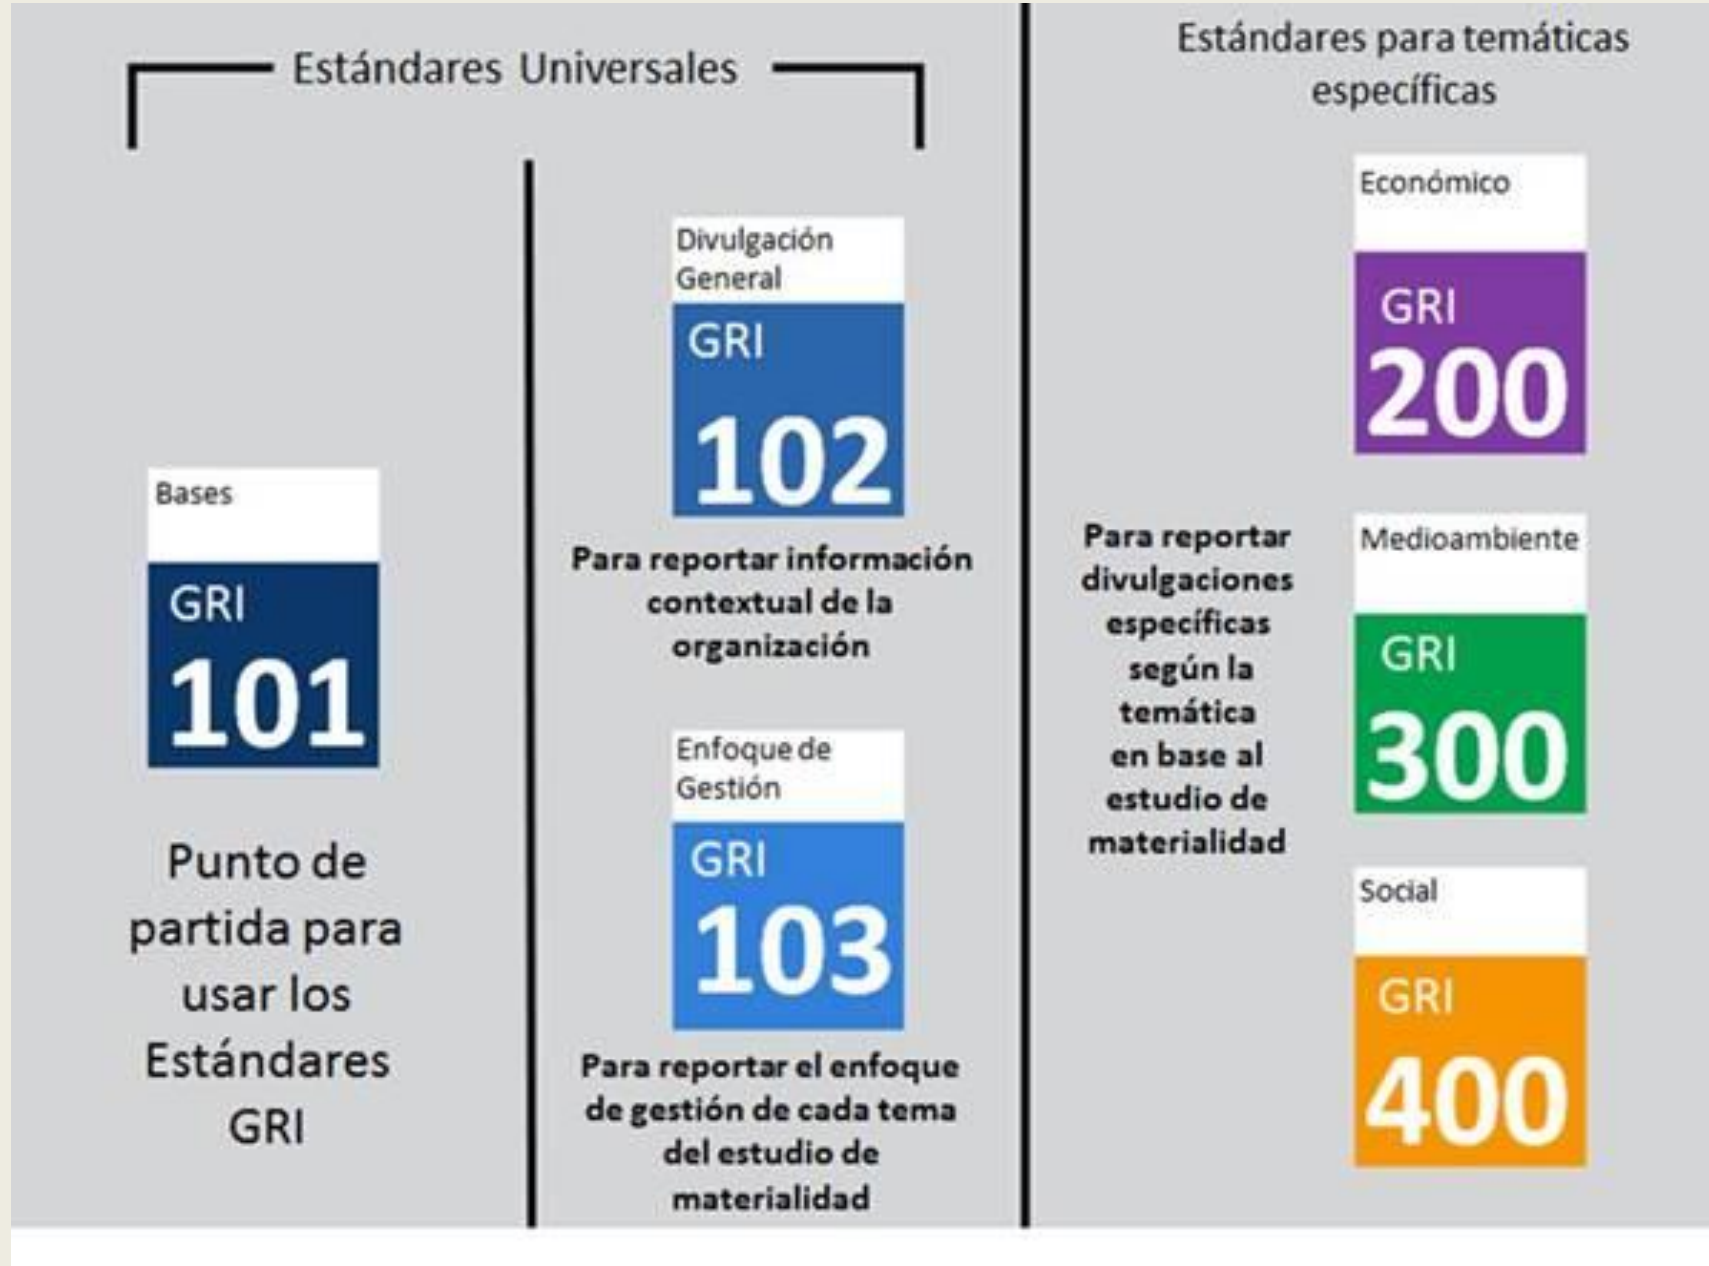 Estándares Universales
Bases
GRI
101
Punto de
partida para
usar los
Estándares
GRI
Divulgación
General
GRI
102
Para reportar información
contextual de la
organización
Enfoque de
Gestión
GRI
103
Para reportar el enfoque
de gestión de cada tema
del estudio de
materialidad
Estándares para temáticas
específicas
Para reportar
divulgaciones
específicas
según la
temática
en base al
estudio de
materialidad
Económico
GRI
200
Medioambiente
GRI
300
Social
GRI
400